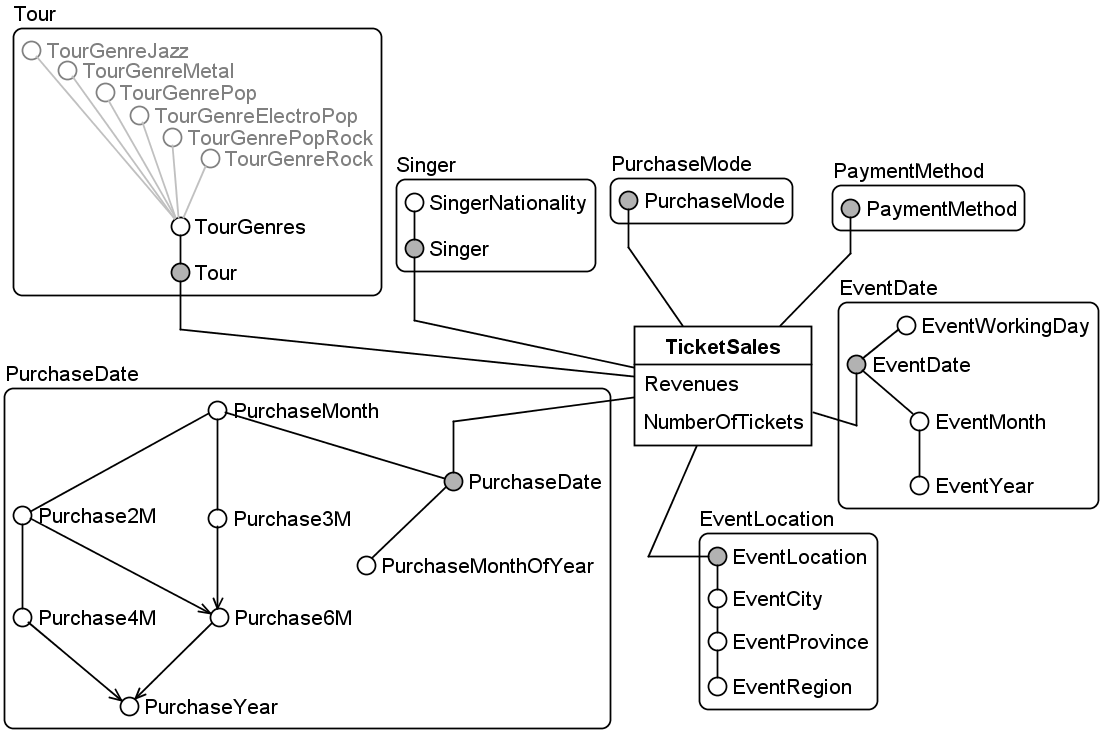 Tour
TourGenreJazz
TourGenreMetal
TourGenrePop
TourGenreElectroPop
TourGenrePopRock
TourGenreRock
TourGenres
Tour
Singer
SingerNationality
Singer
PurchaseMode
PurchaseMode
PaymentMethod
PaymentMethod
TicketSales
Revenues
NumberOfTickets
EventDate
EventWorkingDay
EventDate
EventMonth
EventYear
PurchaseDate
PurchaseMonth
PurchaseDate
Purchase2M
Purchase3M
PurchaseMonthOfYear
Purchase4M
Purchase6M
PurchaseYear
EventLocation
EventLocation
EventCity
EventProvince
EventRegion